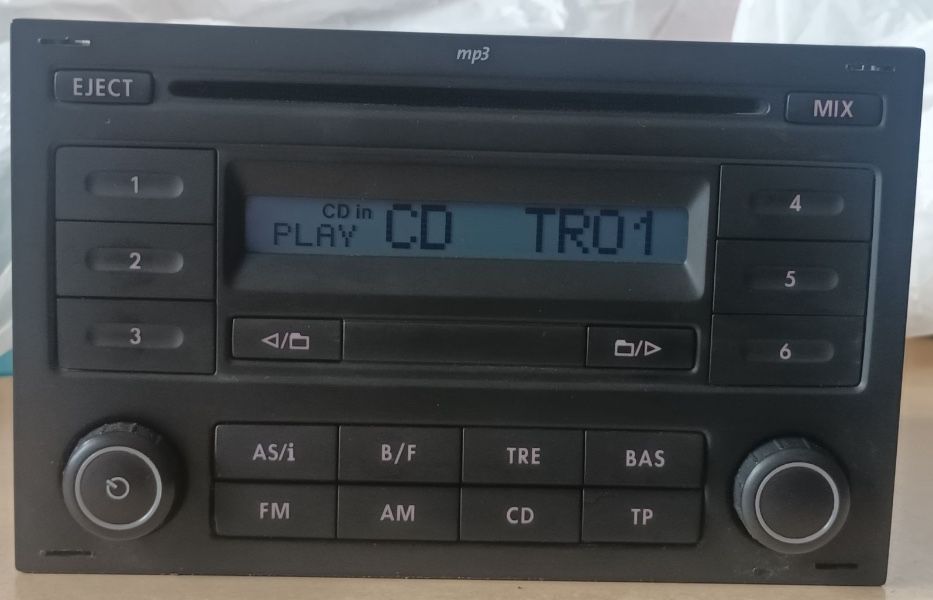 mp3
EJECT
MIX
1
4
CD in
PLAY CD TR01
2
5
3
6
AS/i B/F TRE BAS
FM AM CD TP